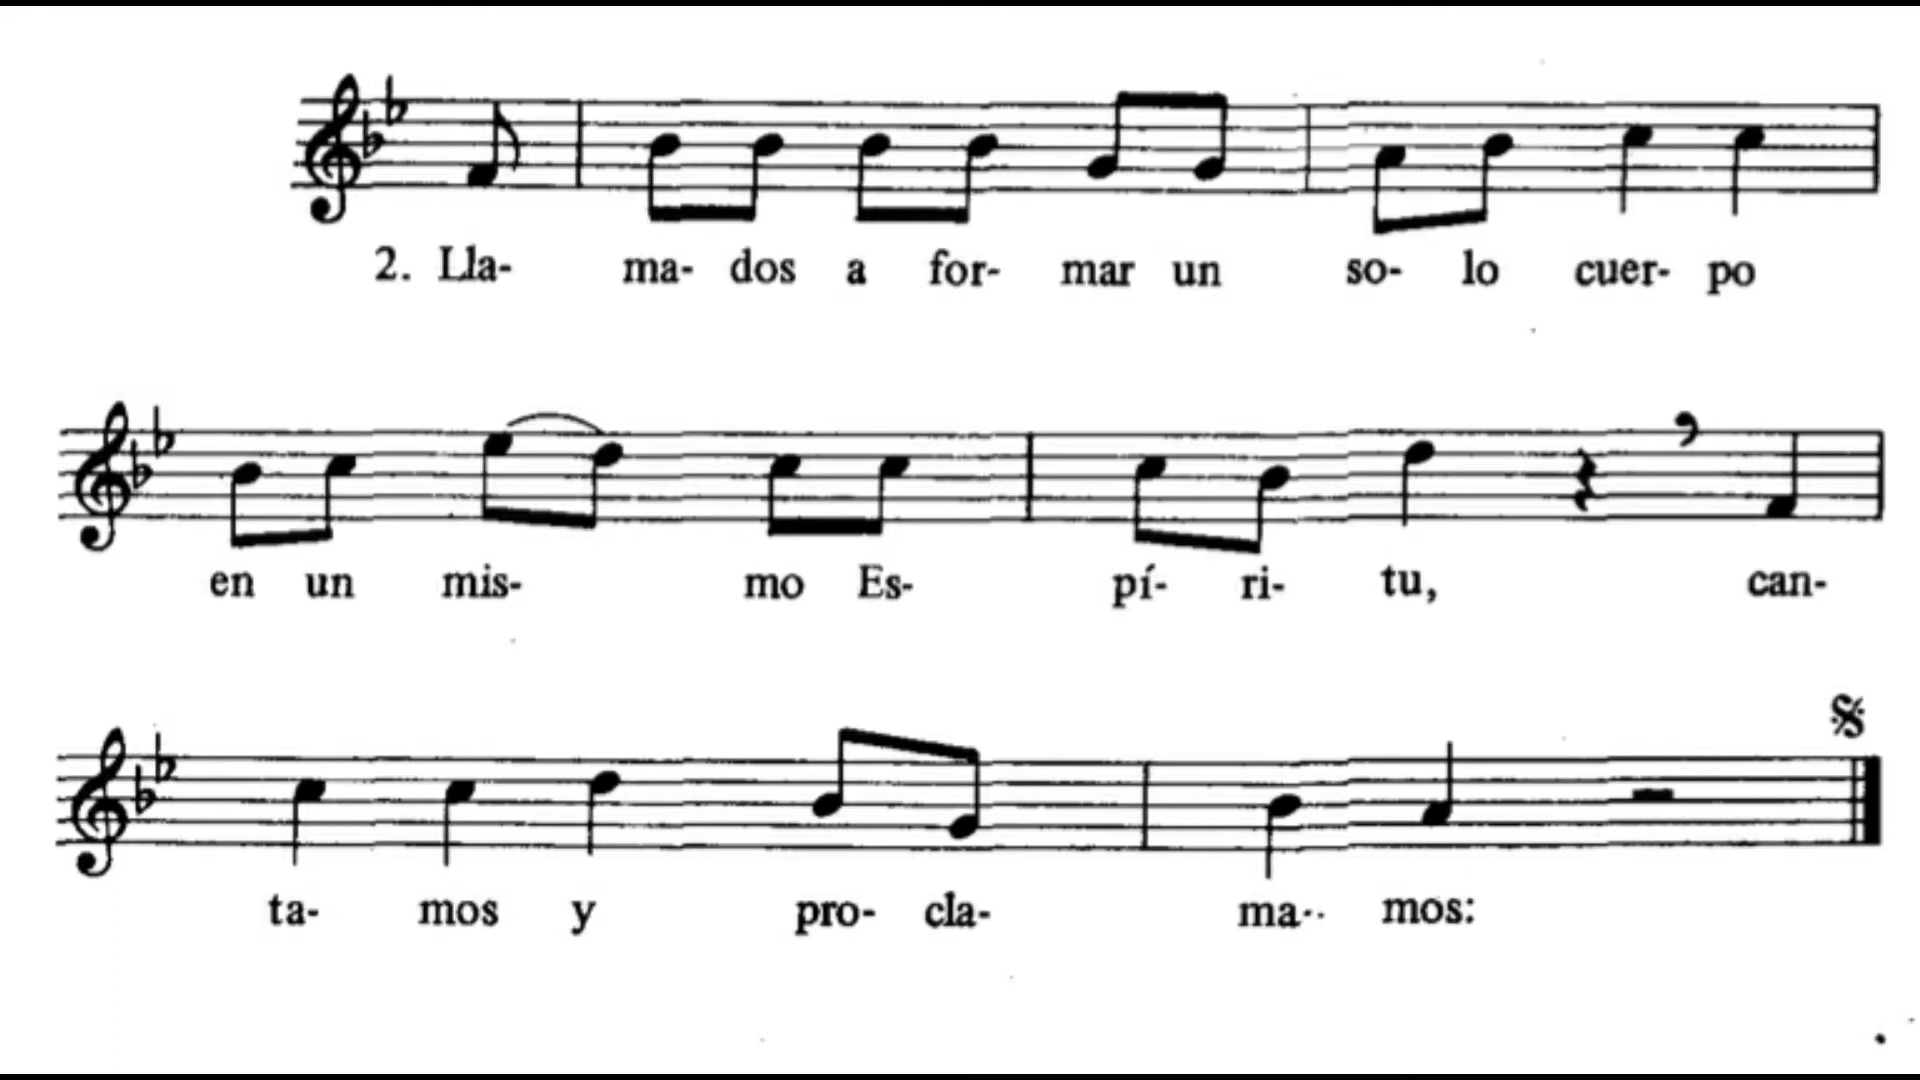 2. Lla- ma- dos a for- mar un so- lo cuer- po
en un mis- mo Es- pí- ri- tu, can-
ta- mos y pro- cla- ma- mos: